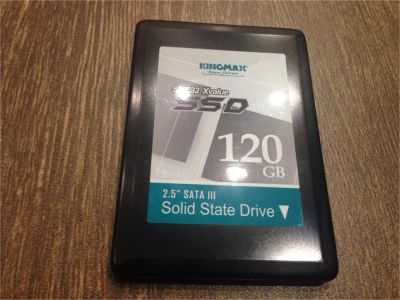 KINGMAX
Xvalue
SSD
120
GB
2.5" SATA III
Solid State Drive